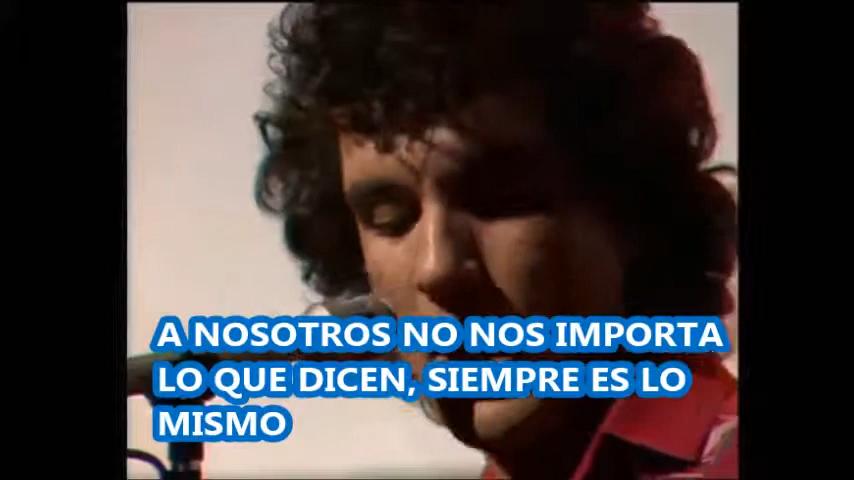 A NOSOTROS NO NOS IMPORTA
LO QUE DICEN, SIEMPRE ES LO
MISMO